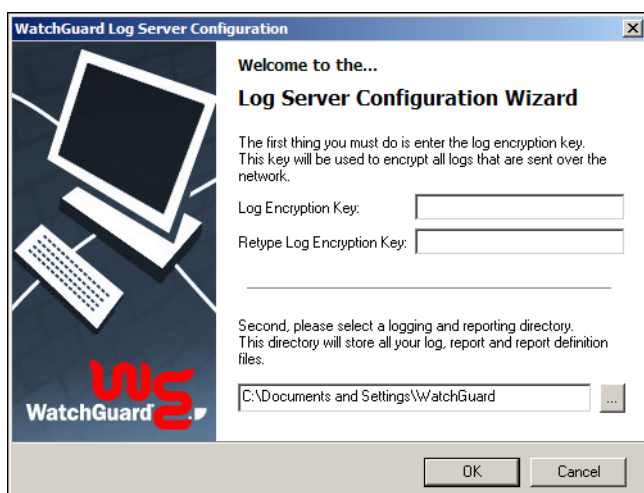 WatchGuard Log Server Configuration
Welcome to the...
Log Server Configuration Wizard
The first thing you must do is enter the log encryption key.
This key will be used to encrypt all logs that are sent over the
network.
Log Encryption Key:
Retype Log Encryption Key:
Second, please select a logging and reporting directory.
This directory will store all your log, report and report definition
files.
C:\Documents and Settings\WatchGuard
...
WatchGuard
OK
Cancel